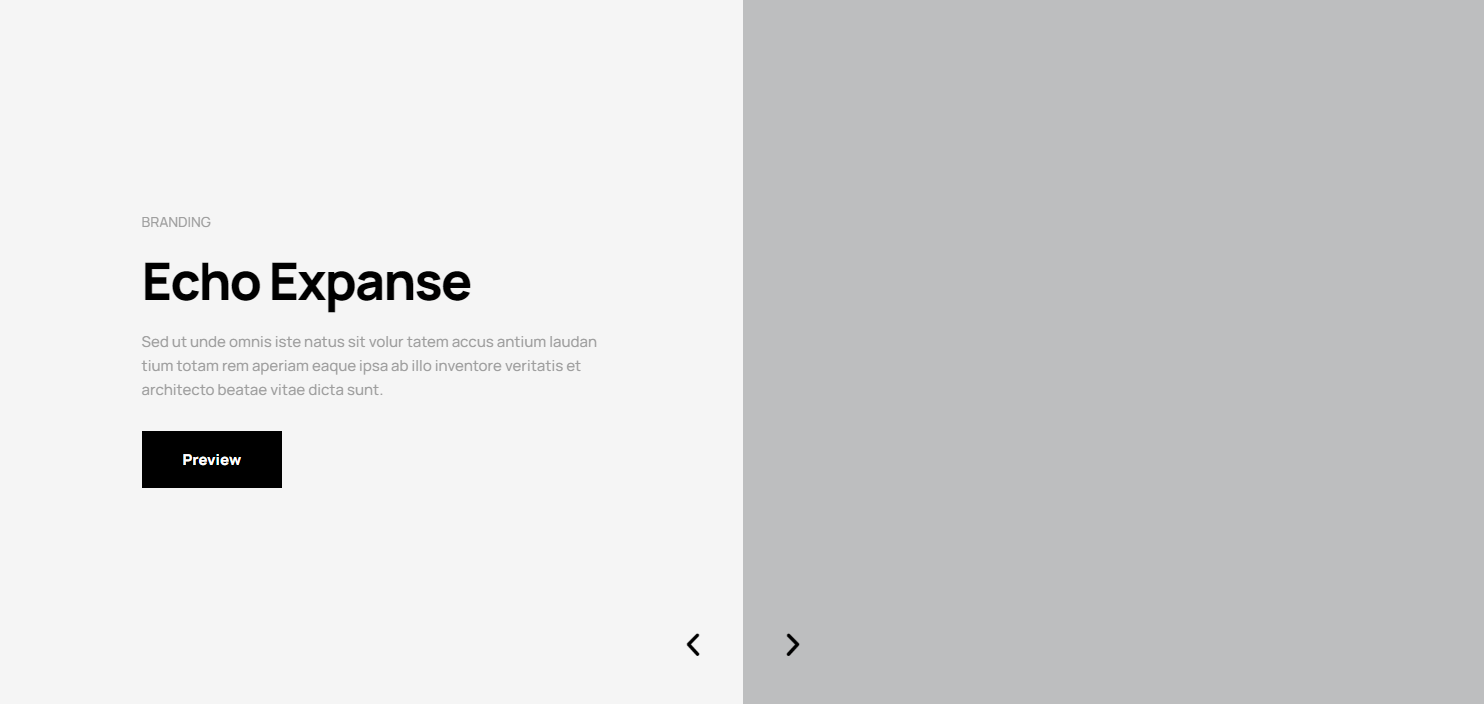 BRANDING
Echo Expanse
Sed ut unde omnis iste natus sit volur tatem accus antium laudan
tium totam rem aperiam eaque ipsa ab illo inventore veritatis et
architecto beatae vitae dicta sunt.
Preview